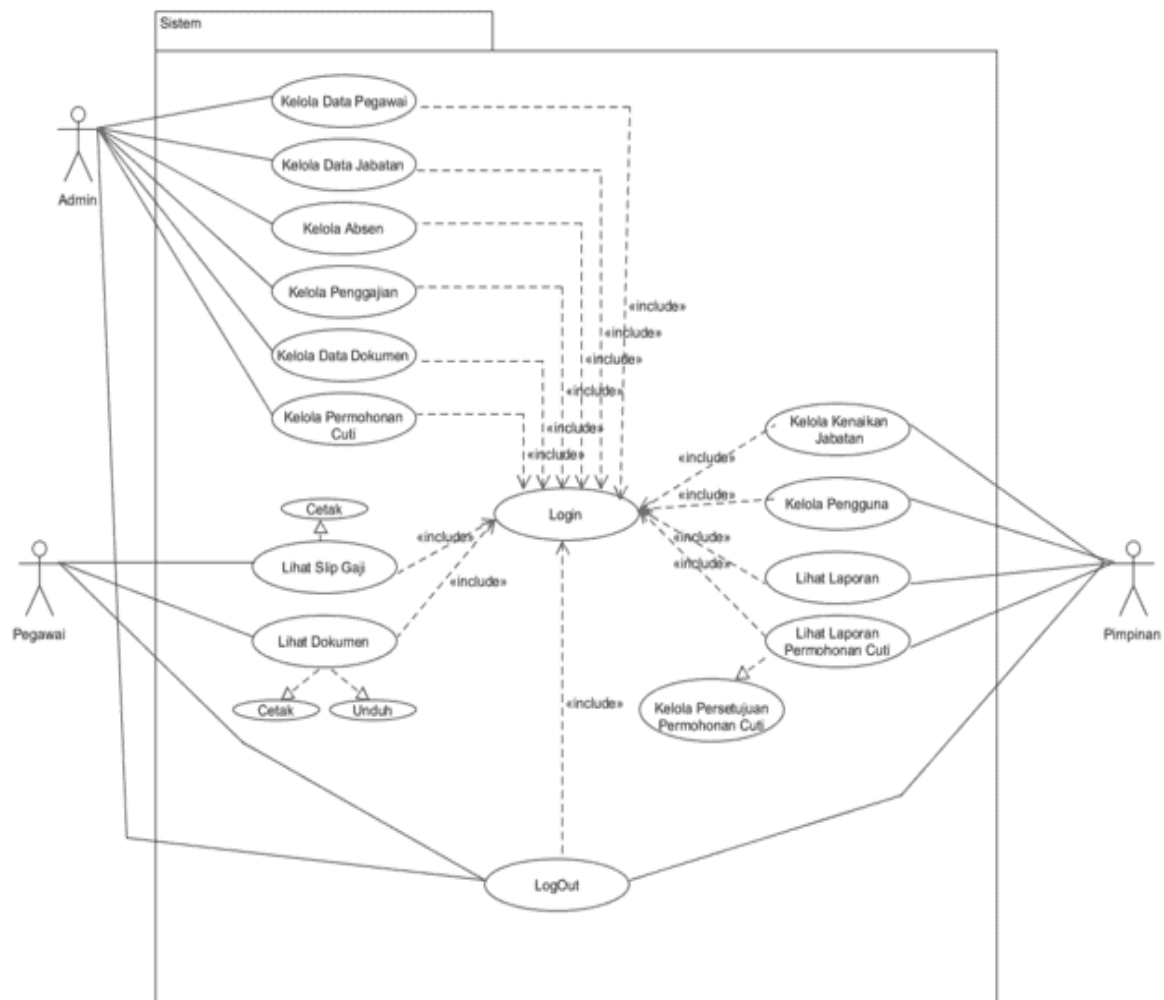 Sistem
Kelola Data Pegawai
Admin
Kelola Data Jabatan
Kelola Absen
Kelola Penggajian
«include»
«include»
Kelola Data Dokumen
«include»
«include»
Kelola Permohonan
Cuti
«include»
«include»
Kelola Kenaikan
Jabatan
«include»
Cetak
«include»
Kelola Pengguna
Login
«include»
«include»
Lihat Slip Gaji
«include»
«include»
Lihat Laporan
Pegawai
Lihat Dokumen
Lihat Laporan
Permohonan Cuti
Pimpinan
Cetak
Unduh
«include»
Kelola Persetujuan
Permohonan Cuti
LogOut